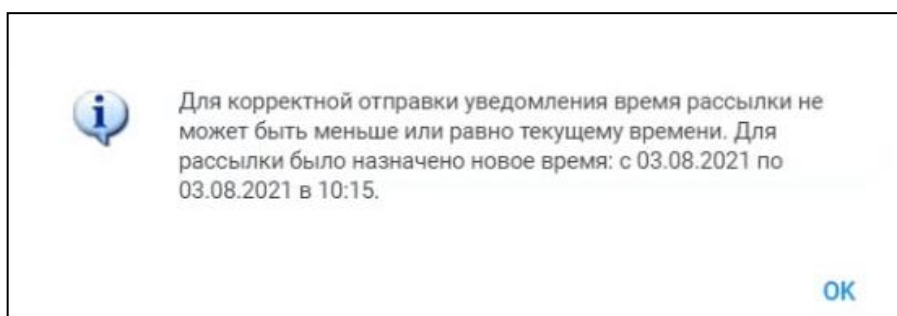 Для корректной отправки уведомления время рассылки не
может быть меньше или равно текущему времени. Для
рассылки было назначено новое время: с 03.08.2021 по
03.08.2021 в 10:15.
OK